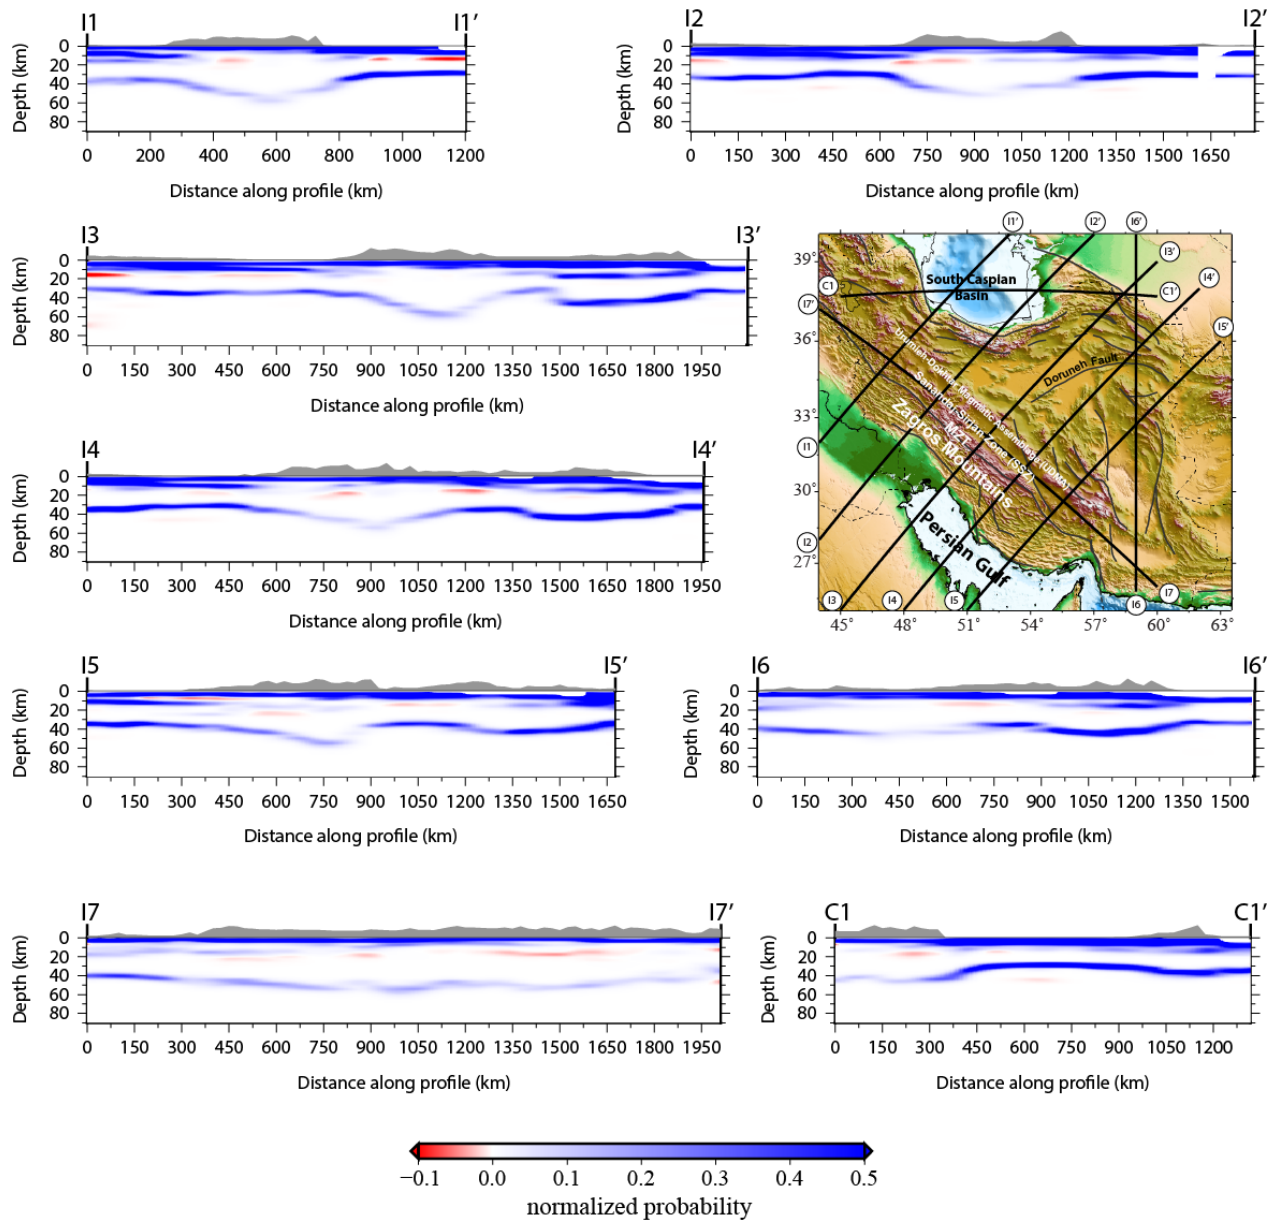 I1 I1′
Depth (km)
0
20
40
60
80
0 200 400 600 800 1000 1200
Distance along profile (km)
I2 I2′
Depth (km)
0
20
40
60
80
0 150 300 450 600 750 900 1050 1200 1350 1500 1650
Distance along profile (km)
I3 I3′
Depth (km)
0
20
40
60
80
0 150 300 450 600 750 900 1050 1200 1350 1500 1650 1800 1950
Distance along profile (km)
I4 I4′
Depth (km)
0
20
40
60
80
0 150 300 450 600 750 900 1050 1200 1350 1500 1650 1800 1950
Distance along profile (km)
I1′ I2′ I6′
I3′
I4′
I5′
C1 C1′
I7′
I1
I2
I3 I4 I5 I6 I7
39°
36°
33°
30°
27°
45° 48° 51° 54° 57° 60° 63°
South Caspian
Basin
Doruneh Fault
Urumieh-Dokhtar Magmatic Assemblage (UDMA)
Sanandaj-Sirjan Zone (SSZ)
MZT
Zagros Mountains
Persian Gulf
I5 I5′
Depth (km)
0
20
40
60
80
0 150 300 450 600 750 900 1050 1200 1350 1500 1650
Distance along profile (km)
I6 I6′
Depth (km)
0
20
40
60
80
0 150 300 450 600 750 900 1050 1200 1350 1500
Distance along profile (km)
I7 I7′
Depth (km)
0
20
40
60
80
0 150 300 450 600 750 900 1050 1200 1350 1500 1650 1800 1950
Distance along profile (km)
C1 C1′
Depth (km)
0
20
40
60
80
0 150 300 450 600 750 900 1050 1200
Distance along profile (km)
−0.1 0.0 0.1 0.2 0.3 0.4 0.5
normalized probability